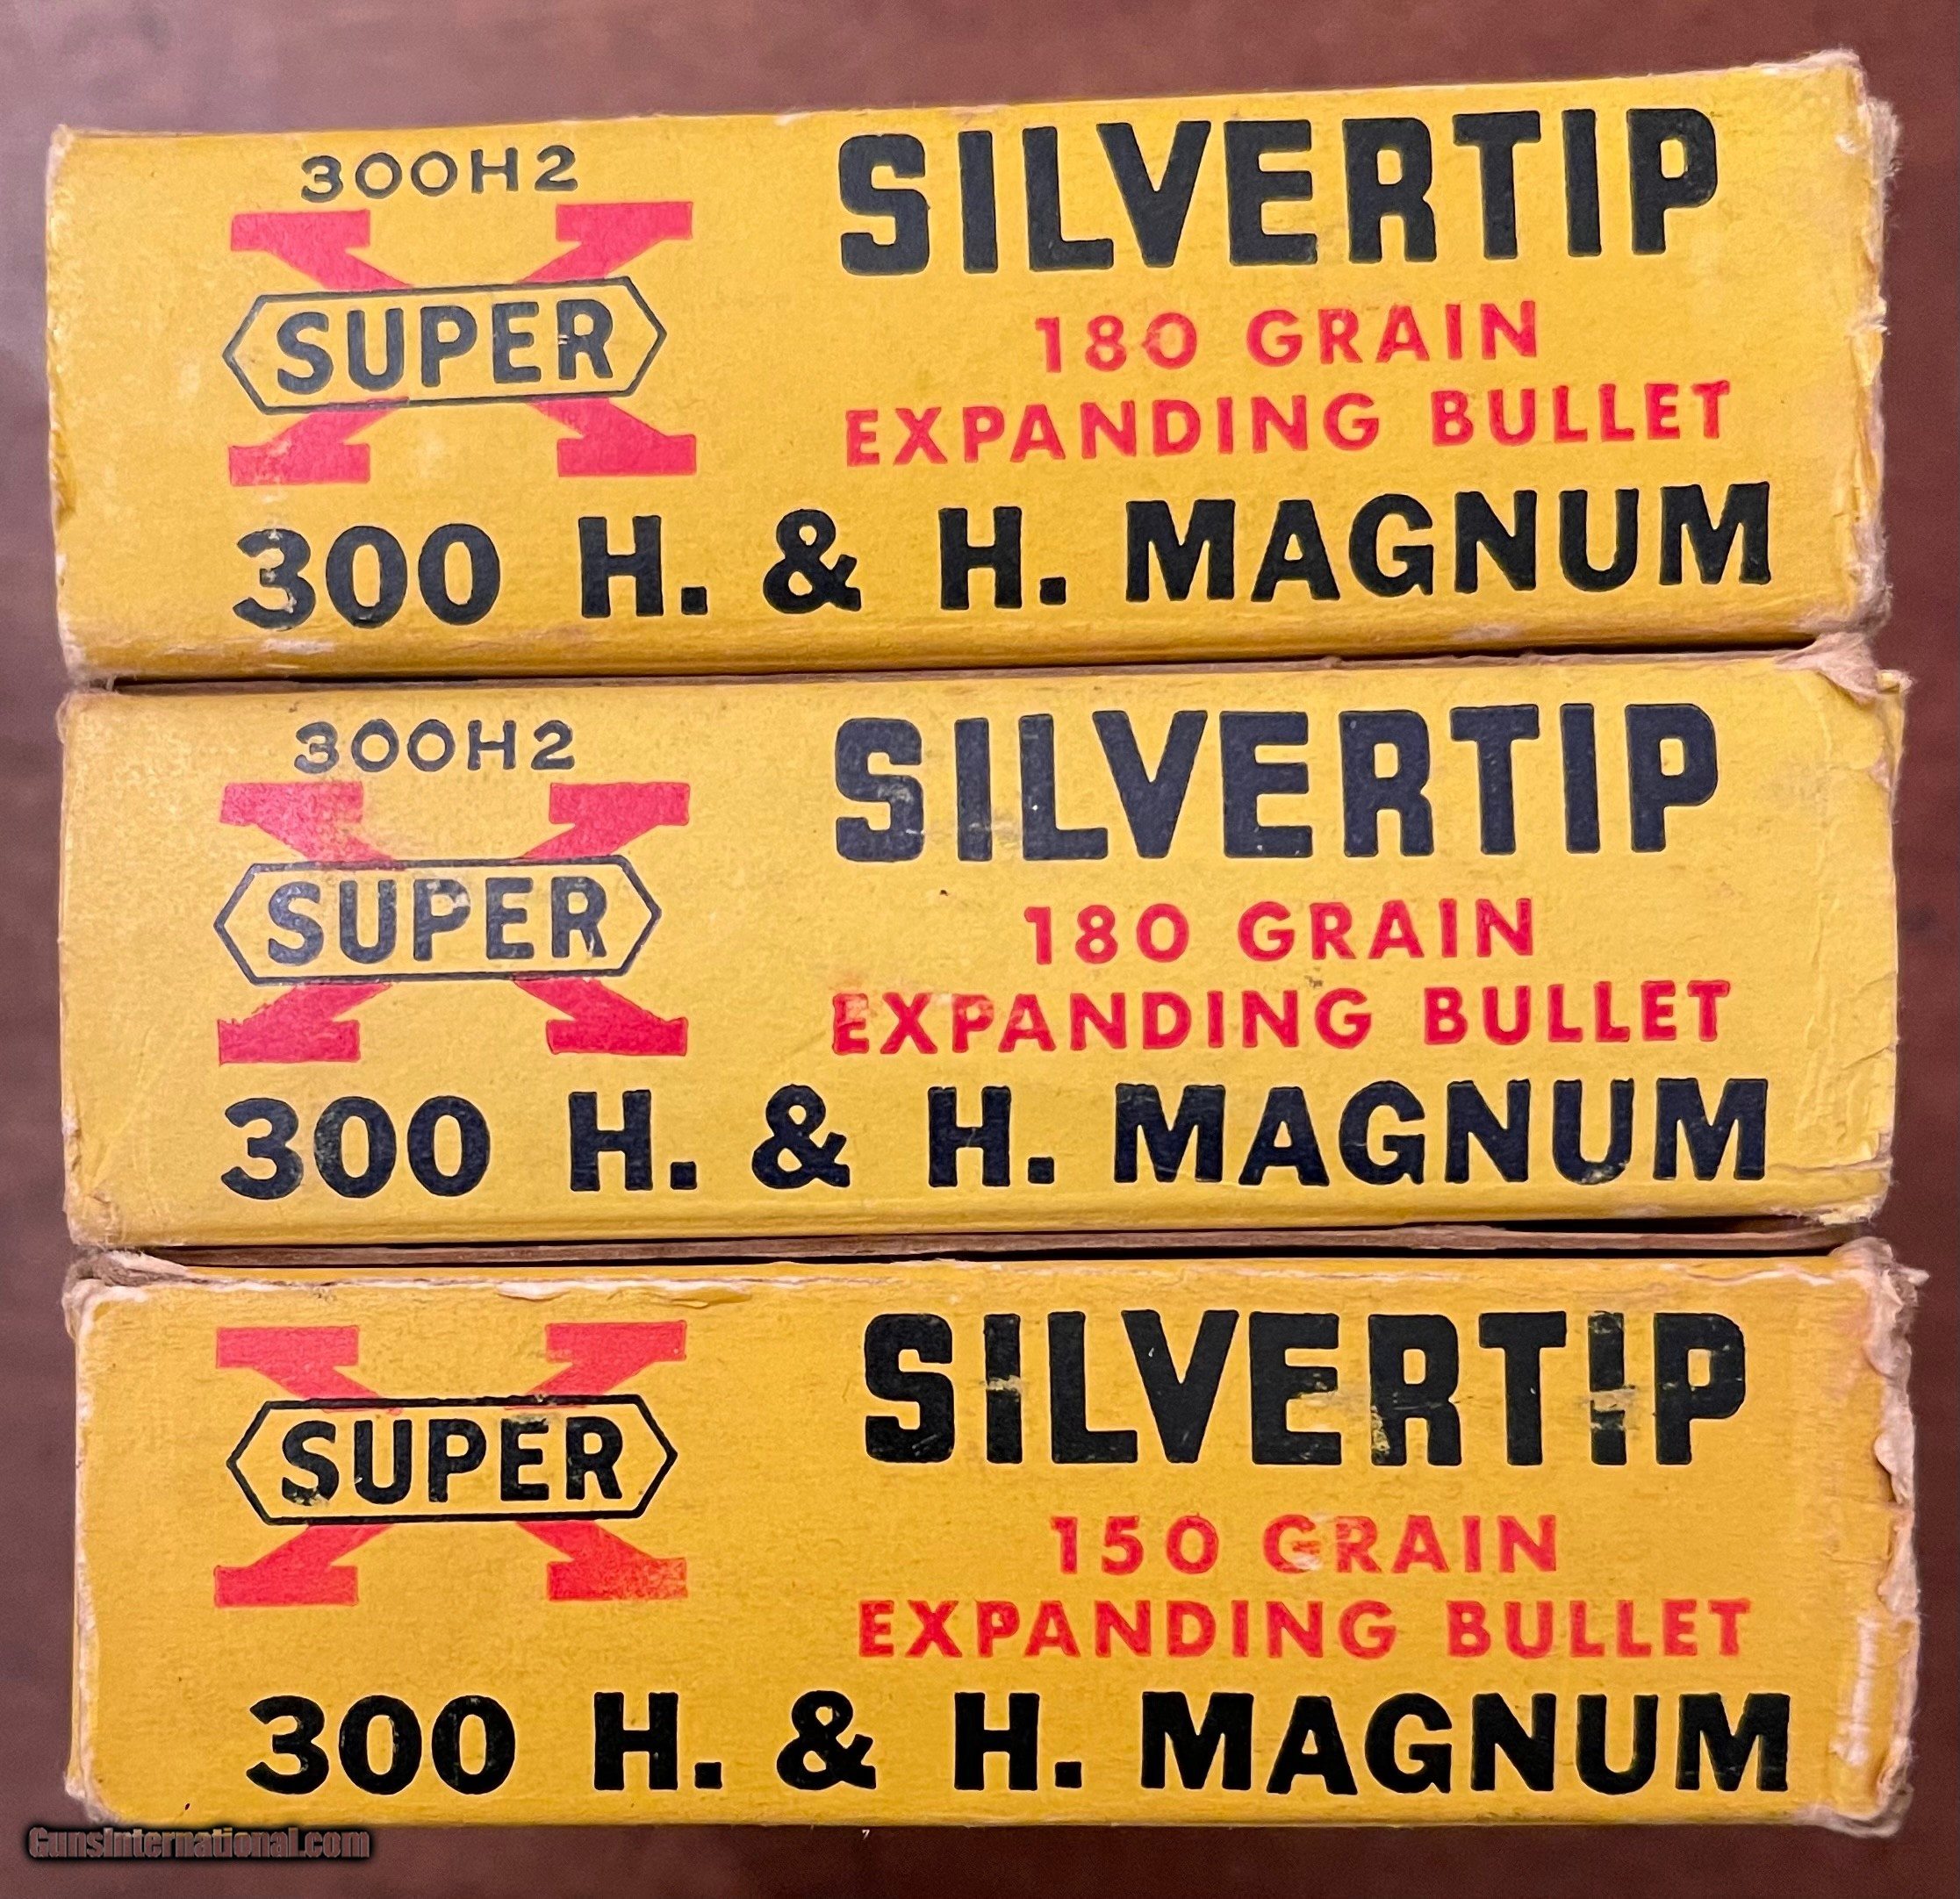 300H2
SUPER X
SILVERTIP
180 GRAIN
EXPANDING BULLET
300 H. & H. MAGNUM
300H2
SUPER X
SILVERTIP
180 GRAIN
EXPANDING BULLET
300 H. & H. MAGNUM
SUPER X
SILVERTIP
150 GRAIN
EXPANDING BULLET
300 H. & H. MAGNUM
GunsInternational.com